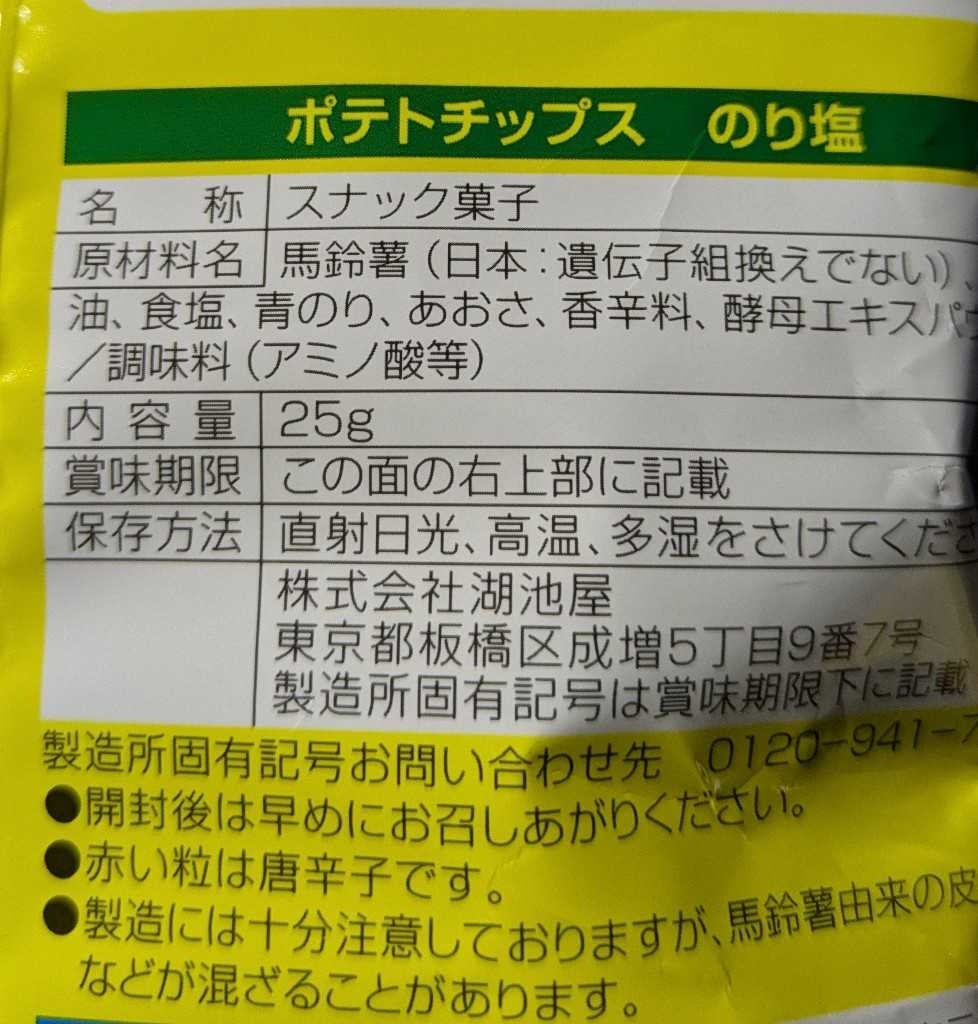 ポテトチップス のり塩
名 称 スナック菓子
原材料名 馬鈴薯(日本:遺伝子組換えでない)、
油、食塩、青のり、あおさ、香辛料、酵母エキスパ
/調味料(アミノ酸等)
内容量 25g
賞味期限 この面の右上部に記載
保存方法 直射日光、高温、多湿をさけてくださ
株式会社湖池屋
東京都板橋区成増5丁目9番7号
製造所固有記号は賞味期限下に記載
製造所固有記号お問い合わせ先 0120-941-7
●開封後は早めにお召しあがりください。
●赤い粒は唐辛子です。
●製造には十分注意しておりますが、馬鈴薯由来の皮
などが混ざることがあります。